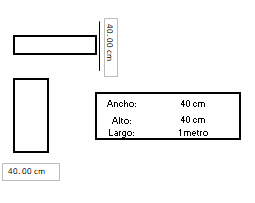 40.00 cm
Ancho: 40 cm
Alto: 40 cm
Largo: 1 metro
40.00 cm